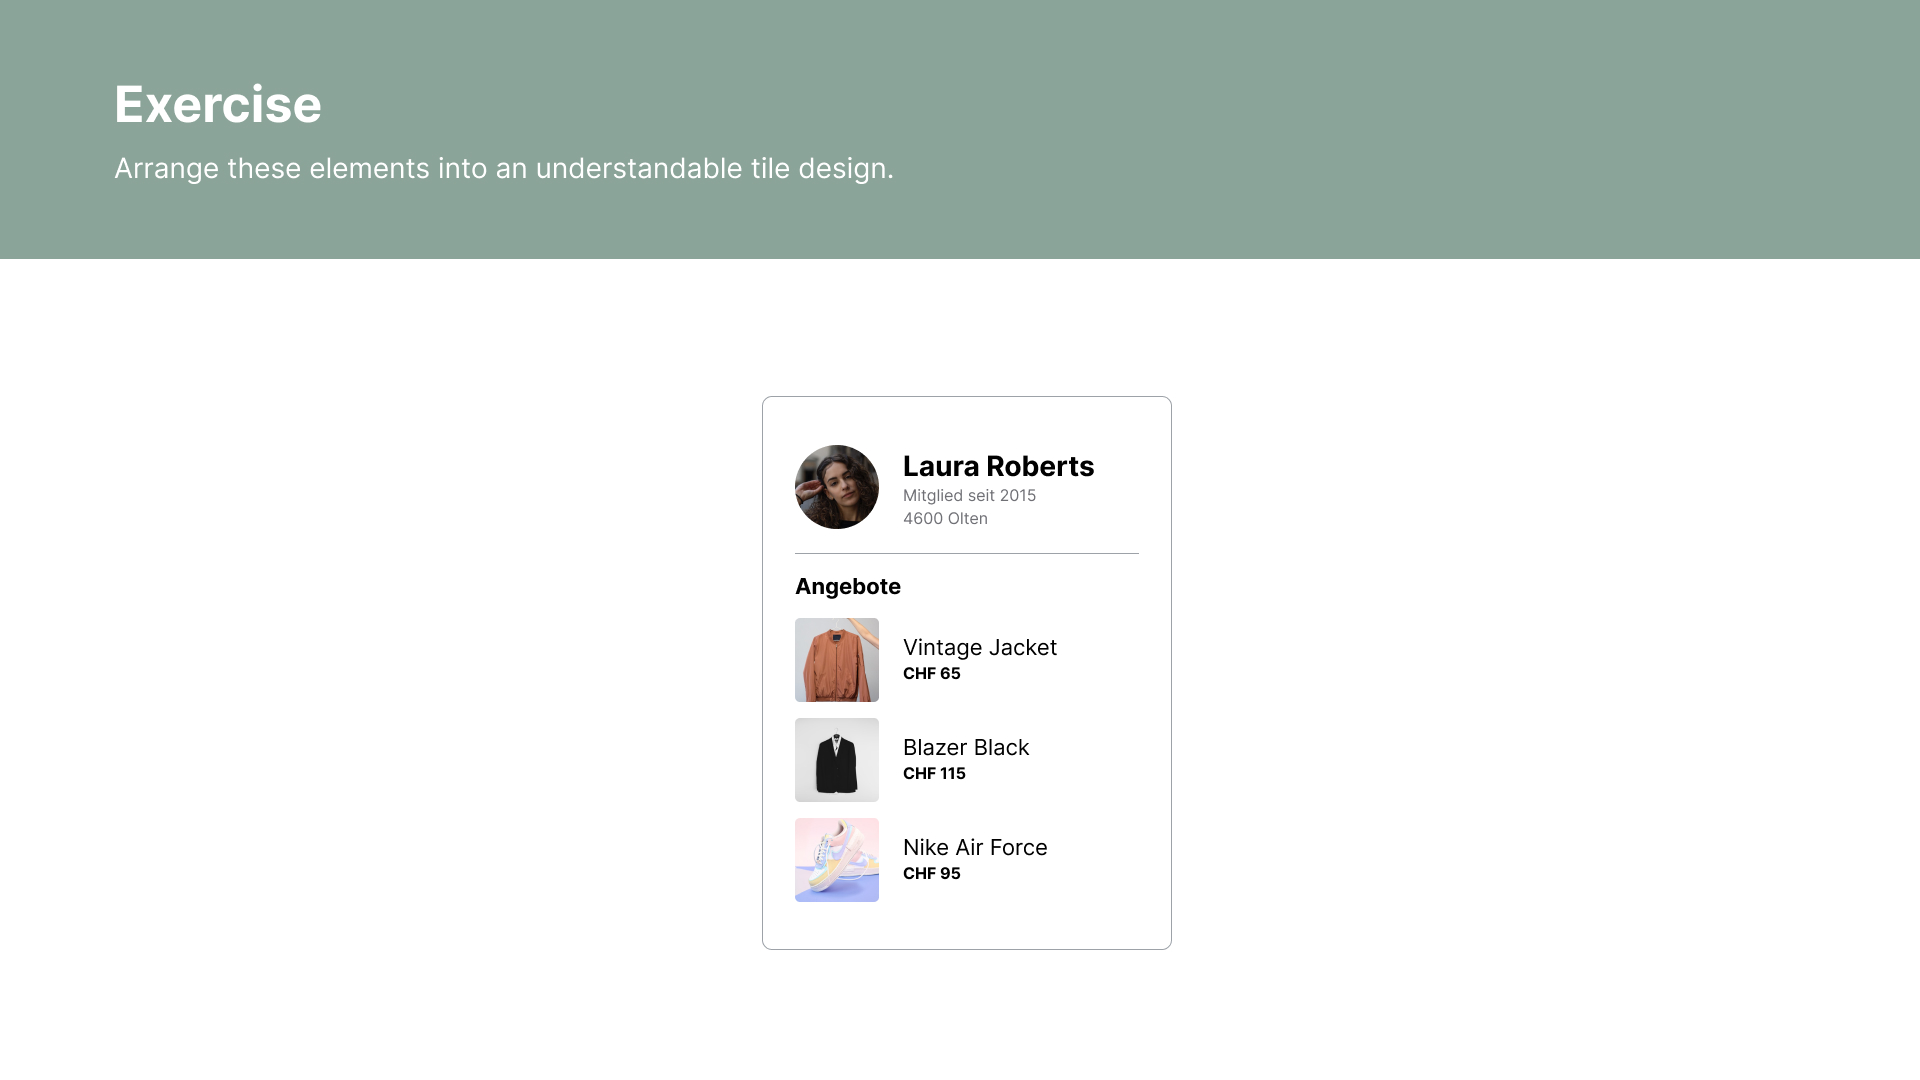 Exercise
Arrange these elements into an understandable tile design.
Laura Roberts
Mitglied seit 2015
4600 Olten
Angebote
Vintage Jacket
CHF 65
Blazer Black
CHF 115
Nike Air Force
CHF 95